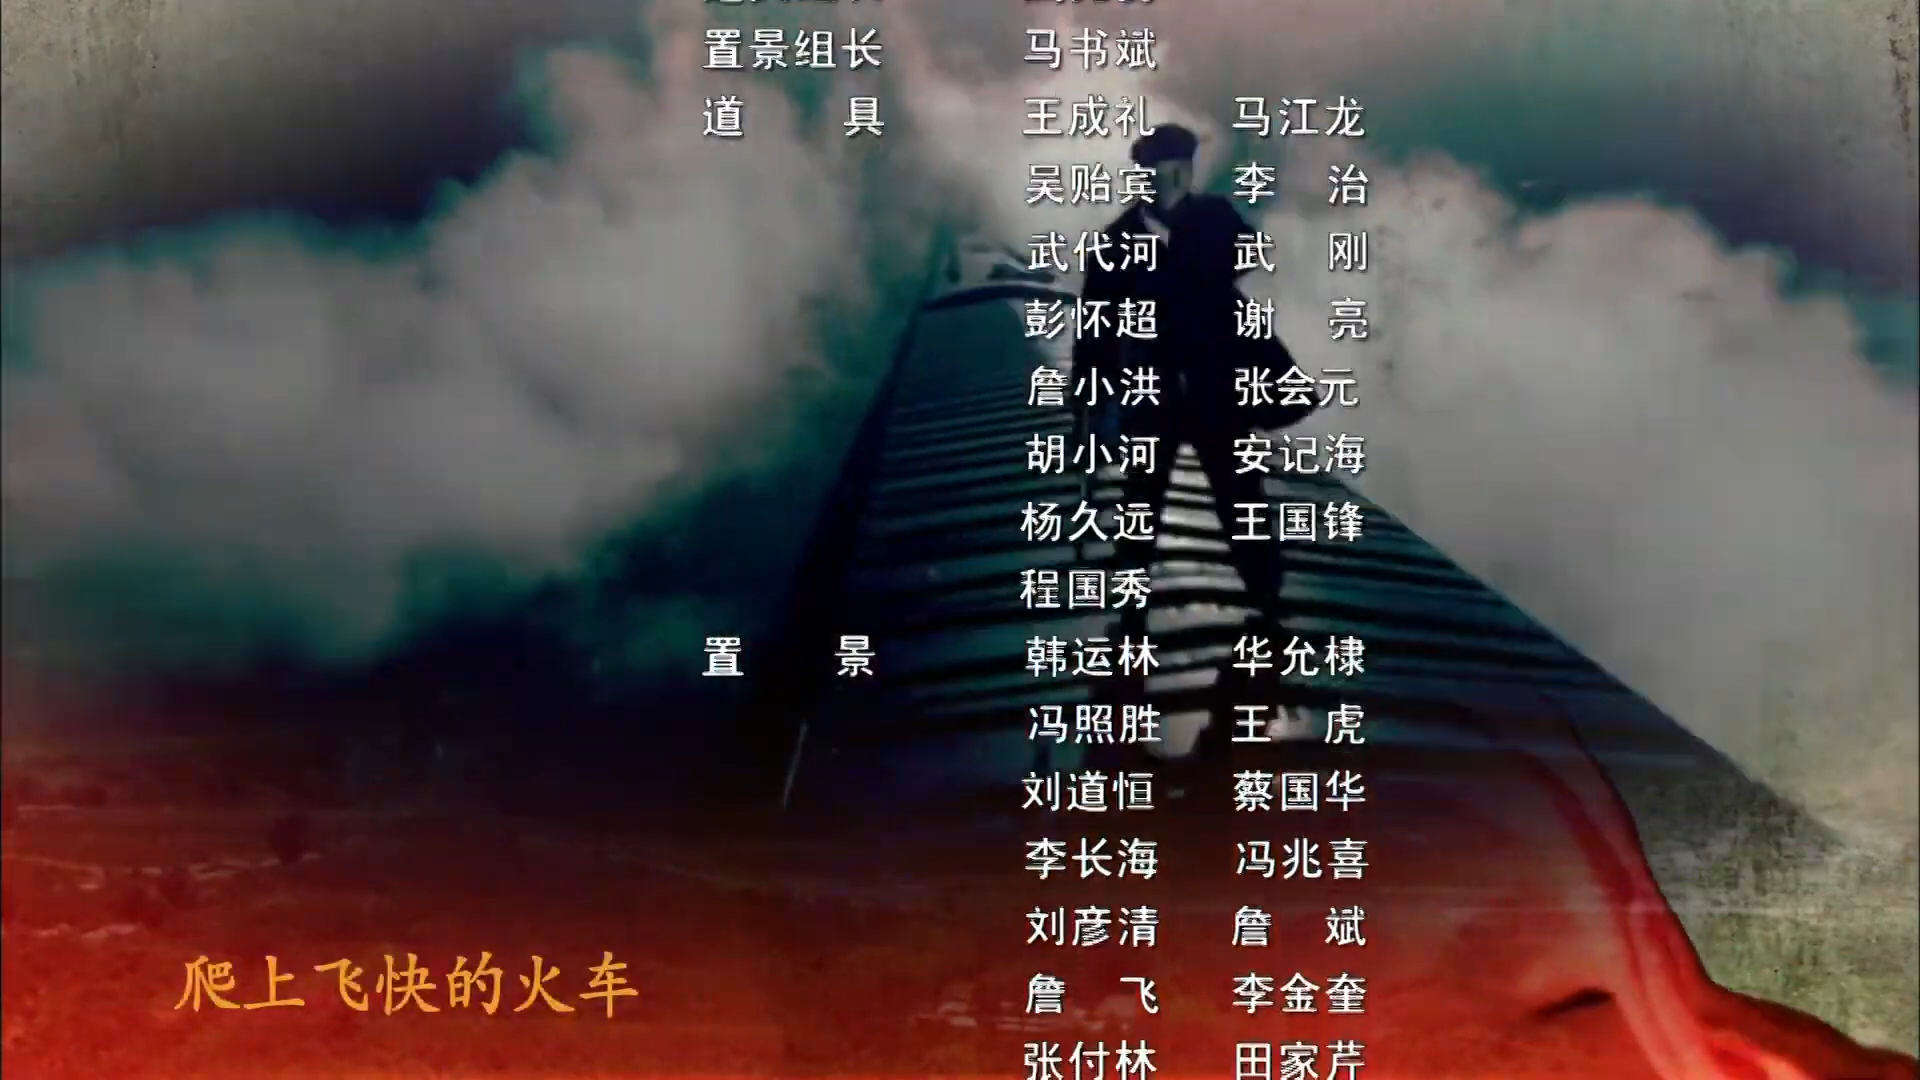 置景组长 马书斌
道具 王成礼 马江龙
吴贻宾 李治
武代河 武刚
彭怀超 谢亮
詹小洪 张会元
胡小河 安记海
杨久远 王国锋
程国秀
置景 韩运林 华允棣
冯照胜 王虎
刘道恒 蔡国华
李长海 冯兆喜
刘彦清 詹斌
詹飞 李金奎
张付林 田家芹
爬上飞快的火车